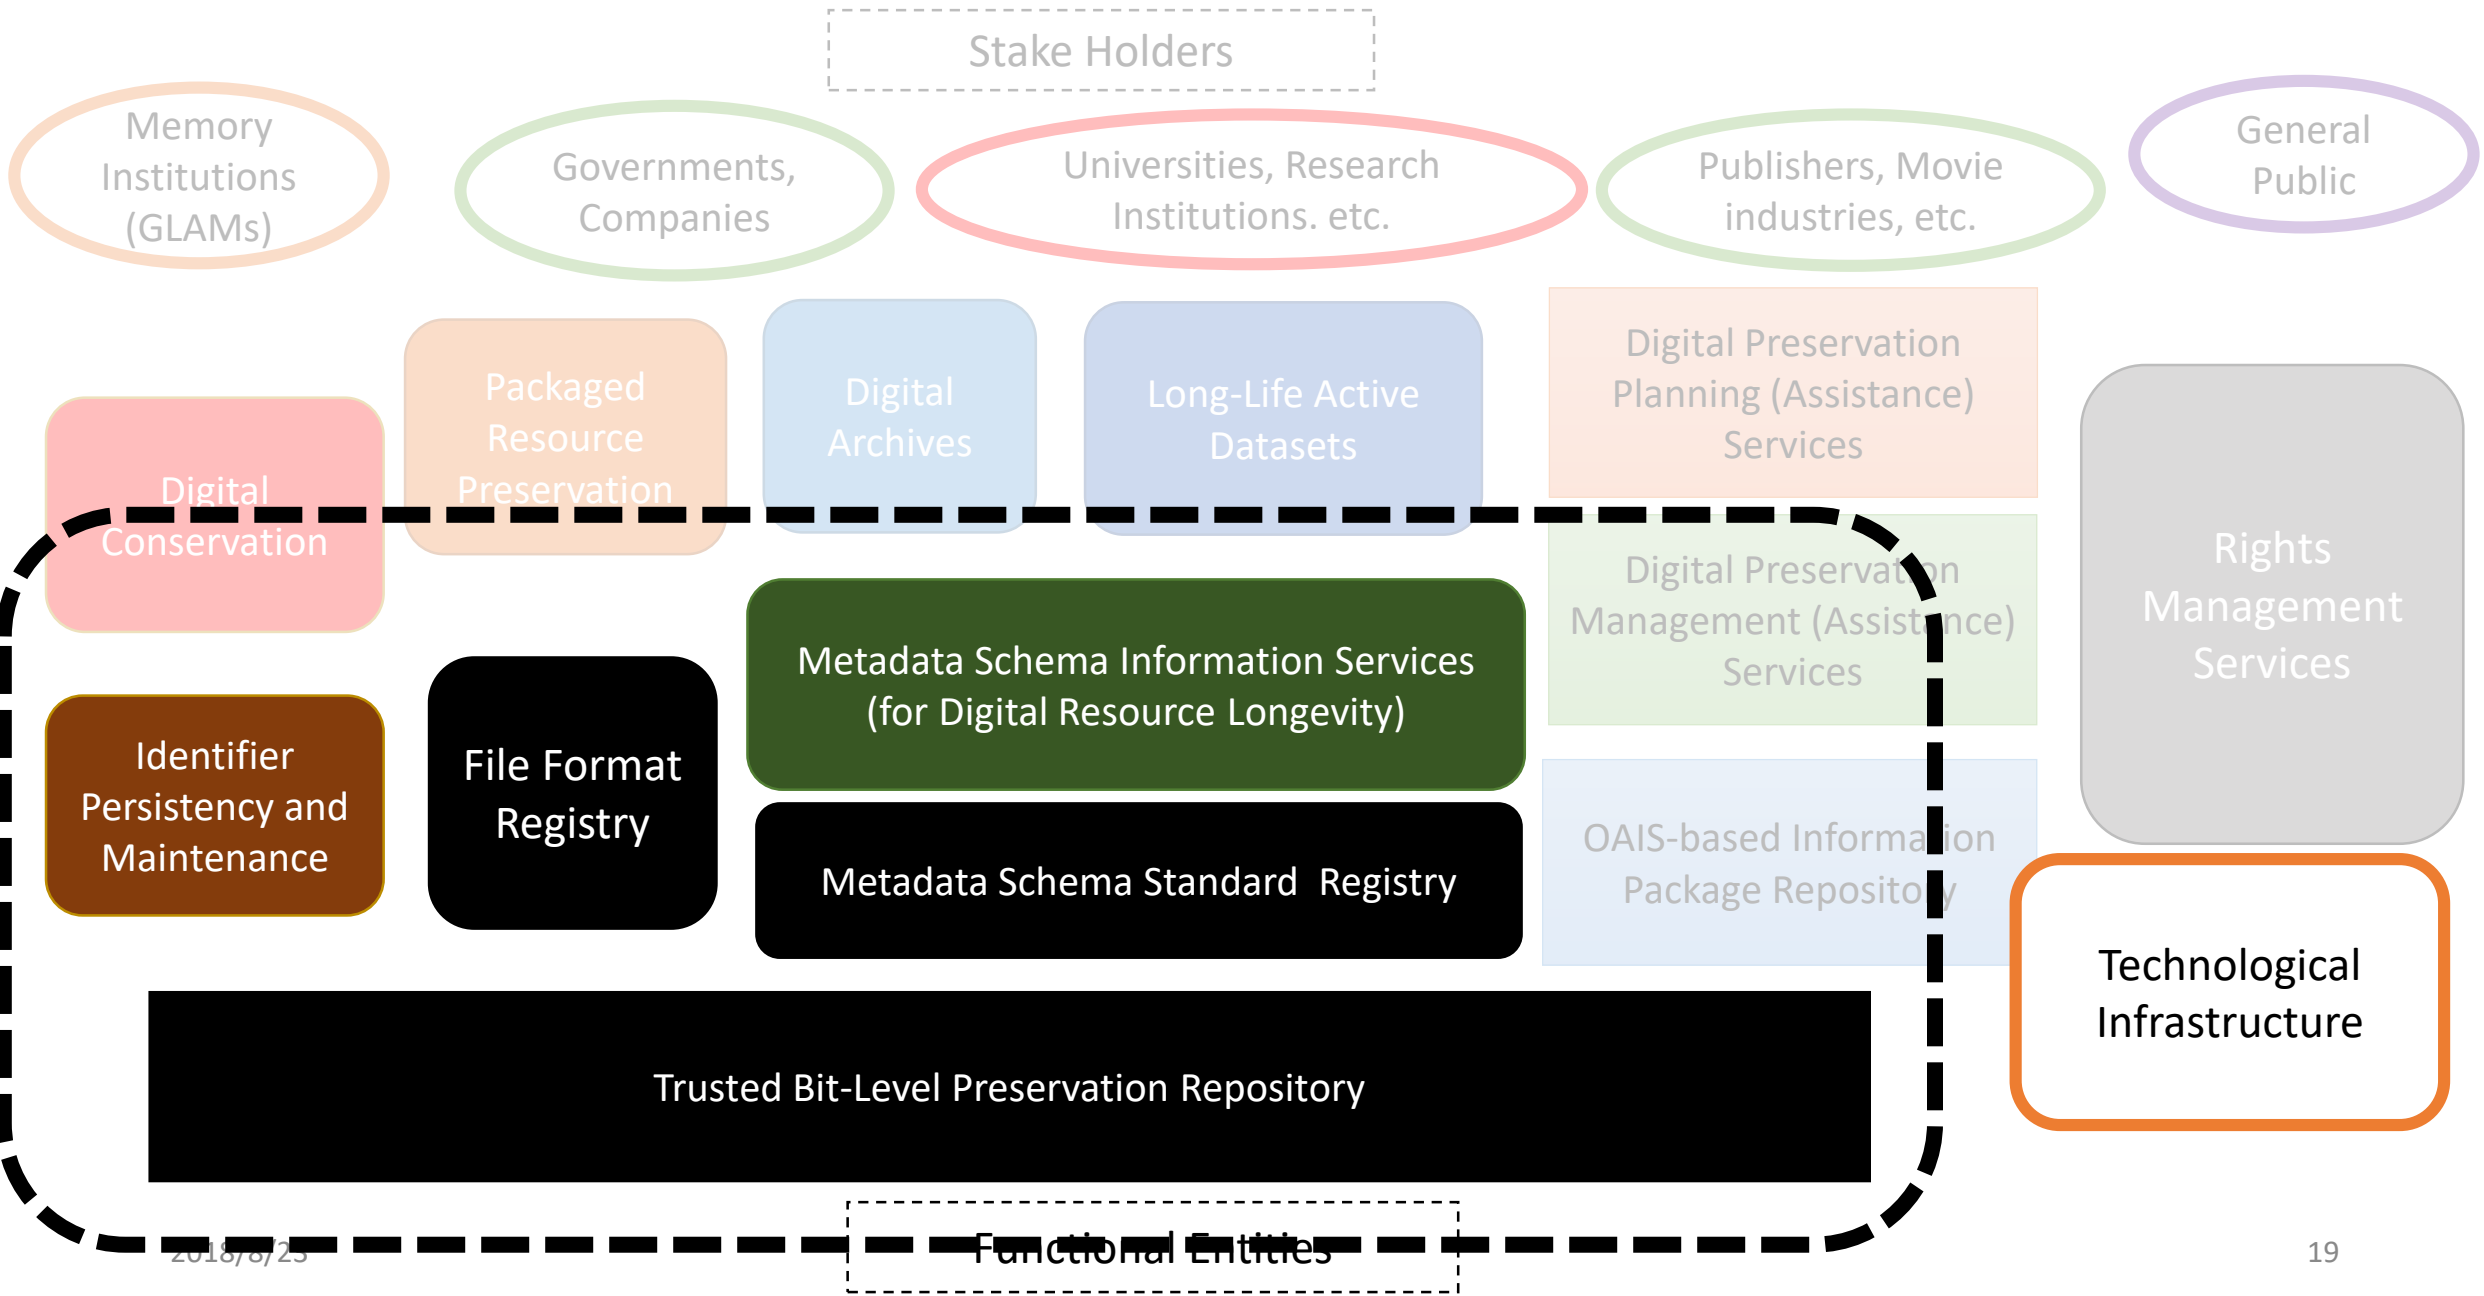 Stake Holders
Memory
Institutions
(GLAMs)
Governments,
Companies
Universities, Research
Institutions. etc.
Publishers, Movie
industries, etc.
General
Public
Digital
Conservation
Packaged
Resource
Preservation
Digital
Archives
Long-Life Active
Datasets
Digital Preservation
Planning (Assistance)
Services
Digital Preservation
Management (Assistance)
Services
Rights
Management
Services
Identifier
Persistency and
Maintenance
File Format
Registry
Metadata Schema Information Services
(for Digital Resource Longevity)
Metadata Schema Standard  Registry
OAIS-based Information
Package Repository
Technological
Infrastructure
Trusted Bit-Level Preservation Repository
Functional Entities
2018/8/23
19